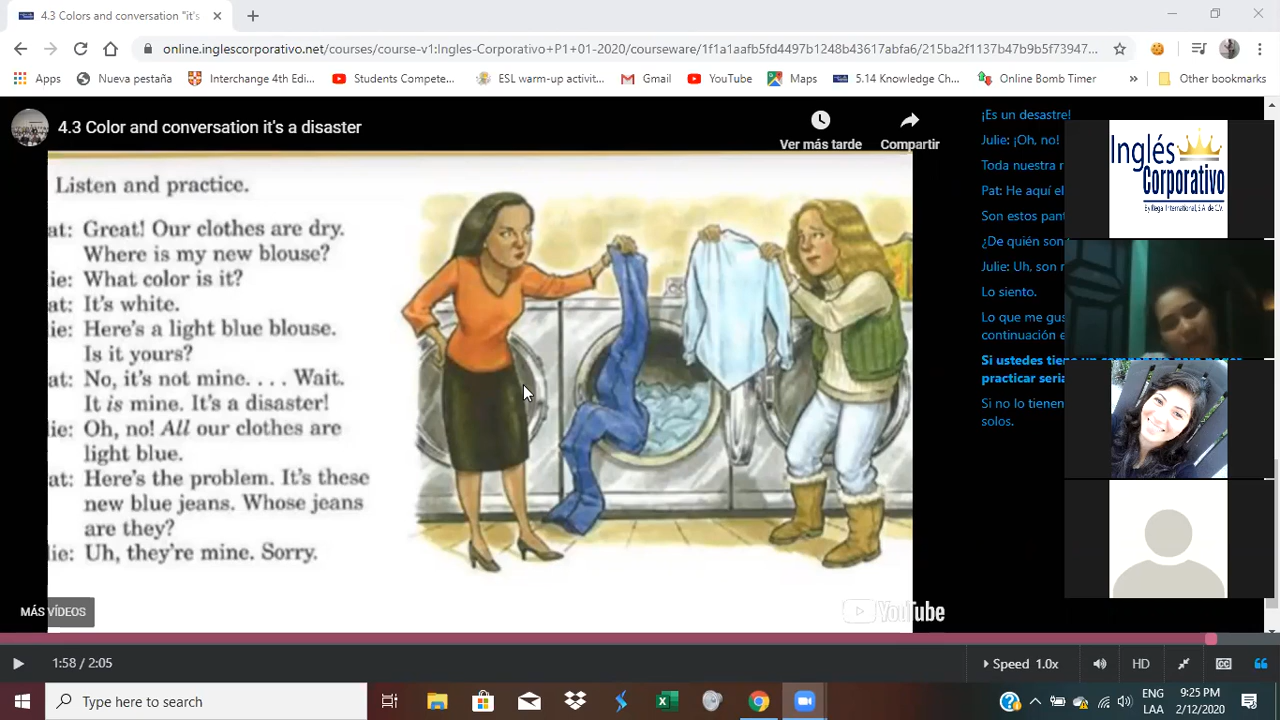 4.3 Colors and conversation "it's
online.inglescorporativo.net/courses/course-v1:Ingles-Corporativo+P1+01-2020/courseware/1f1a1aafb5fd4497b1248b43617abfa6/215ba2f1137b47b9b5f73947...
Apps Nueva pestaña Interchange 4th Edi... Students Compete... ESL warm-up activit... Gmail YouTube Maps 5.14 Knowledge Ch... Online Bomb Timer » Other bookmarks
4.3 Color and conversation it's a disaster
Ver más tarde
Compartir
Listen and practice.
at: Great! Our clothes are dry.
Where is my new blouse?
ie: What color is it?
at: It's white.
ie: Here's a light blue blouse.
Is it yours?
at: No, it's not mine. . . . Wait.
It is mine. It's a disaster!
ie: Oh, no! All our clothes are
light blue.
at: Here's the problem. It's these
new blue jeans. Whose jeans
are they?
ie: Uh, they're mine. Sorry.
MÁS VÍDEOS
YouTube
¡Es un desastre!
Julie: ¡Oh, no!
Toda nuestra r
Pat: He aquí el
Son estos pant
¿De quién son
Julie: Uh, son r
Lo siento.
Lo que me gus
continuación e
Si ustedes tien
practicar seria
Si no lo tienen
solos.
Inglés
Corporativo
1:58 / 2:05
Speed 1.0x
HD
Type here to search
ENG
LAA
9:25 PM
2/12/2020